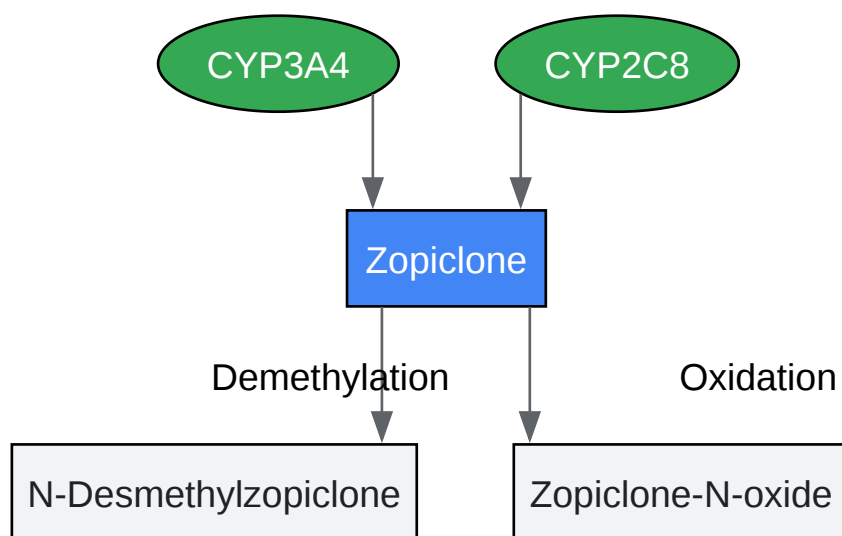 CYP3A4
CYP2C8
Zopiclone
Demethylation
Oxidation
N-Desmethylzopiclone
Zopiclone-N-oxide